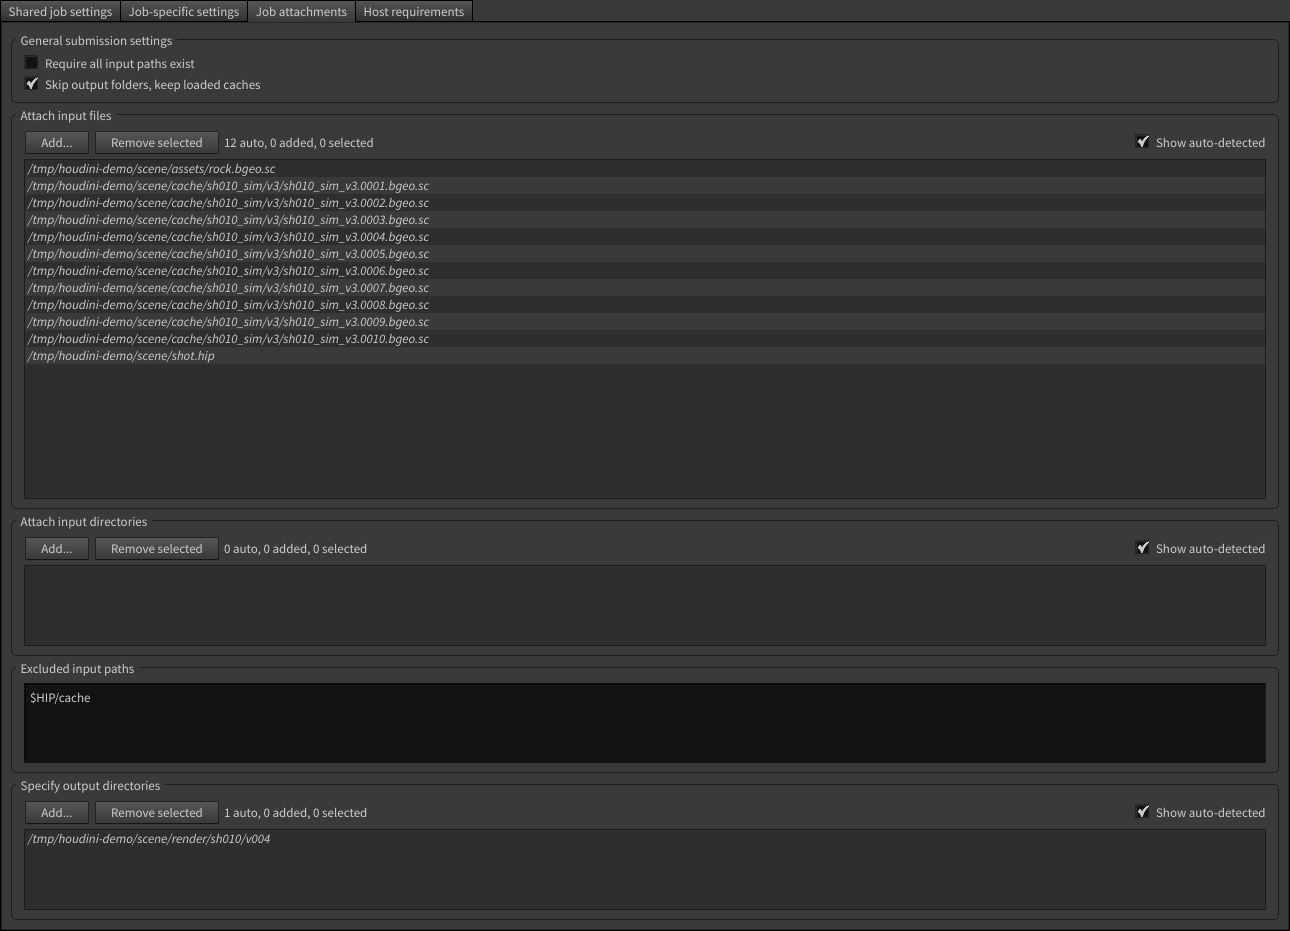 Shared job settings Job-specific settings Job attachments Host requirements
General submission settings
Require all input paths exist
Skip output folders, keep loaded caches
Attach input files
Add... Remove selected 12 auto, 0 added, 0 selected Show auto-detected
/tmp/houdini-demo/scene/assets/rock.bgeo.sc
/tmp/houdini-demo/scene/cache/sh010_sim/v3/sh010_sim_v3.0001.bgeo.sc
/tmp/houdini-demo/scene/cache/sh010_sim/v3/sh010_sim_v3.0002.bgeo.sc
/tmp/houdini-demo/scene/cache/sh010_sim/v3/sh010_sim_v3.0003.bgeo.sc
/tmp/houdini-demo/scene/cache/sh010_sim/v3/sh010_sim_v3.0004.bgeo.sc
/tmp/houdini-demo/scene/cache/sh010_sim/v3/sh010_sim_v3.0005.bgeo.sc
/tmp/houdini-demo/scene/cache/sh010_sim/v3/sh010_sim_v3.0006.bgeo.sc
/tmp/houdini-demo/scene/cache/sh010_sim/v3/sh010_sim_v3.0007.bgeo.sc
/tmp/houdini-demo/scene/cache/sh010_sim/v3/sh010_sim_v3.0008.bgeo.sc
/tmp/houdini-demo/scene/cache/sh010_sim/v3/sh010_sim_v3.0009.bgeo.sc
/tmp/houdini-demo/scene/cache/sh010_sim/v3/sh010_sim_v3.0010.bgeo.sc
/tmp/houdini-demo/scene/shot.hip
Attach input directories
Add... Remove selected 0 auto, 0 added, 0 selected Show auto-detected
Excluded input paths
$HIP/cache
Specify output directories
Add... Remove selected 1 auto, 0 added, 0 selected Show auto-detected
/tmp/houdini-demo/scene/render/sh010/v004